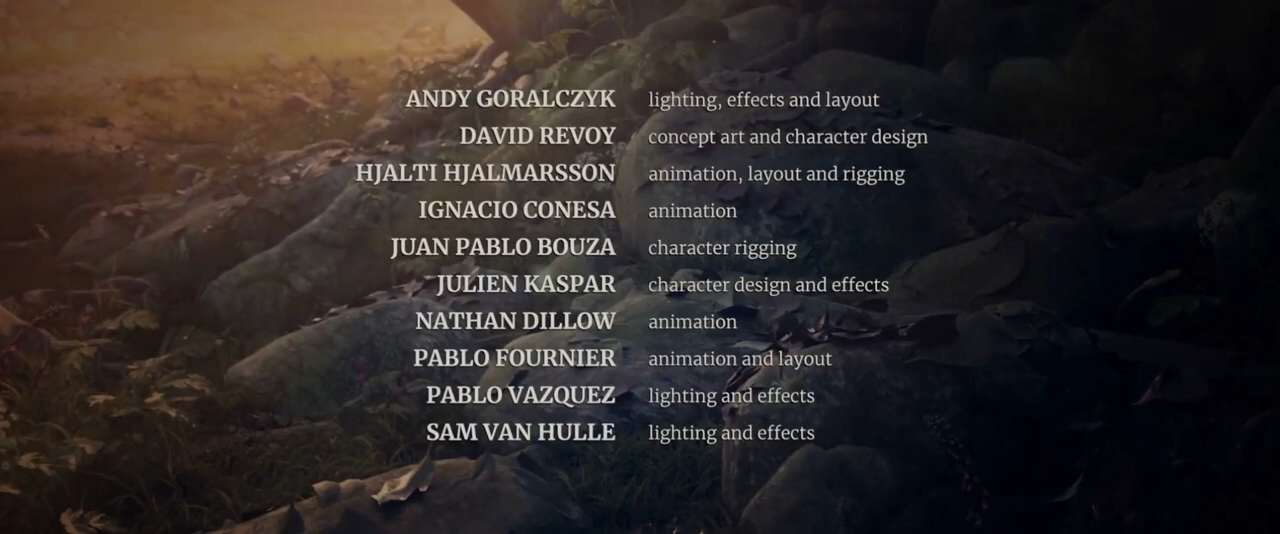 ANDY GORALCZYK lighting, effects and layout
DAVID REVOY concept art and character design
HJALTI HJALMARSSON animation, layout and rigging
IGNACIO CONESA animation
JUAN PABLO BOUZA character rigging
JULIEN KASPAR character design and effects
NATHAN DILLOW animation
PABLO FOURNIER animation and layout
PABLO VAZQUEZ lighting and effects
SAM VAN HULLE lighting and effects